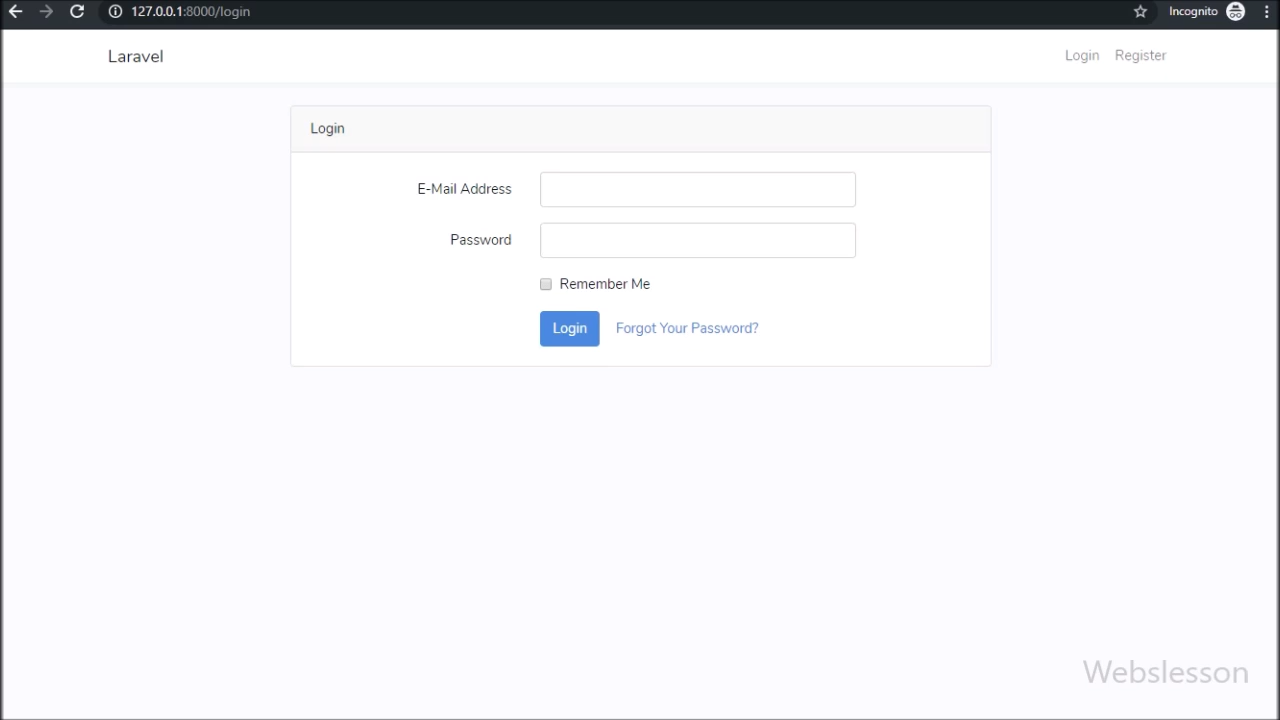 127.0.0.1:8000/login
Incognito
Laravel
Login
Register
Login
E-Mail Address
Password
Remember Me
Login
Forgot Your Password?
Webslesson